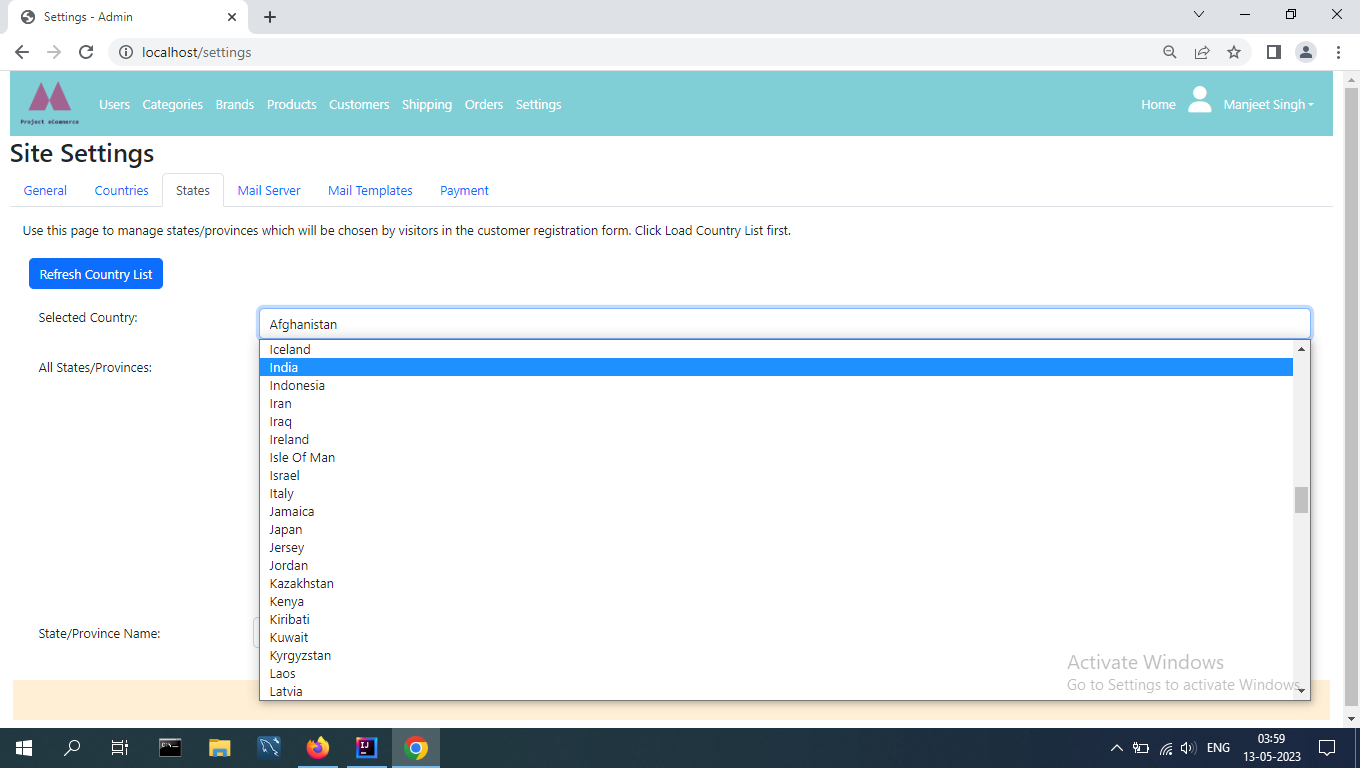 Settings - Admin
localhost/settings
Project eCommerce
Users Categories Brands Products Customers Shipping Orders Settings Home Manjeet Singh
Site Settings
General Countries States Mail Server Mail Templates Payment
Use this page to manage states/provinces which will be chosen by visitors in the customer registration form. Click Load Country List first.
Refresh Country List
Selected Country:
Afghanistan
All States/Provinces:
Iceland
India
Indonesia
Iran
Iraq
Ireland
Isle Of Man
Israel
Italy
Jamaica
Japan
Jersey
Jordan
Kazakhstan
Kenya
Kiribati
Kuwait
Kyrgyzstan
Laos
Latvia
State/Province Name:
Activate Windows
Go to Settings to activate Windows.
IJ
ENG
03:59
13-05-2023